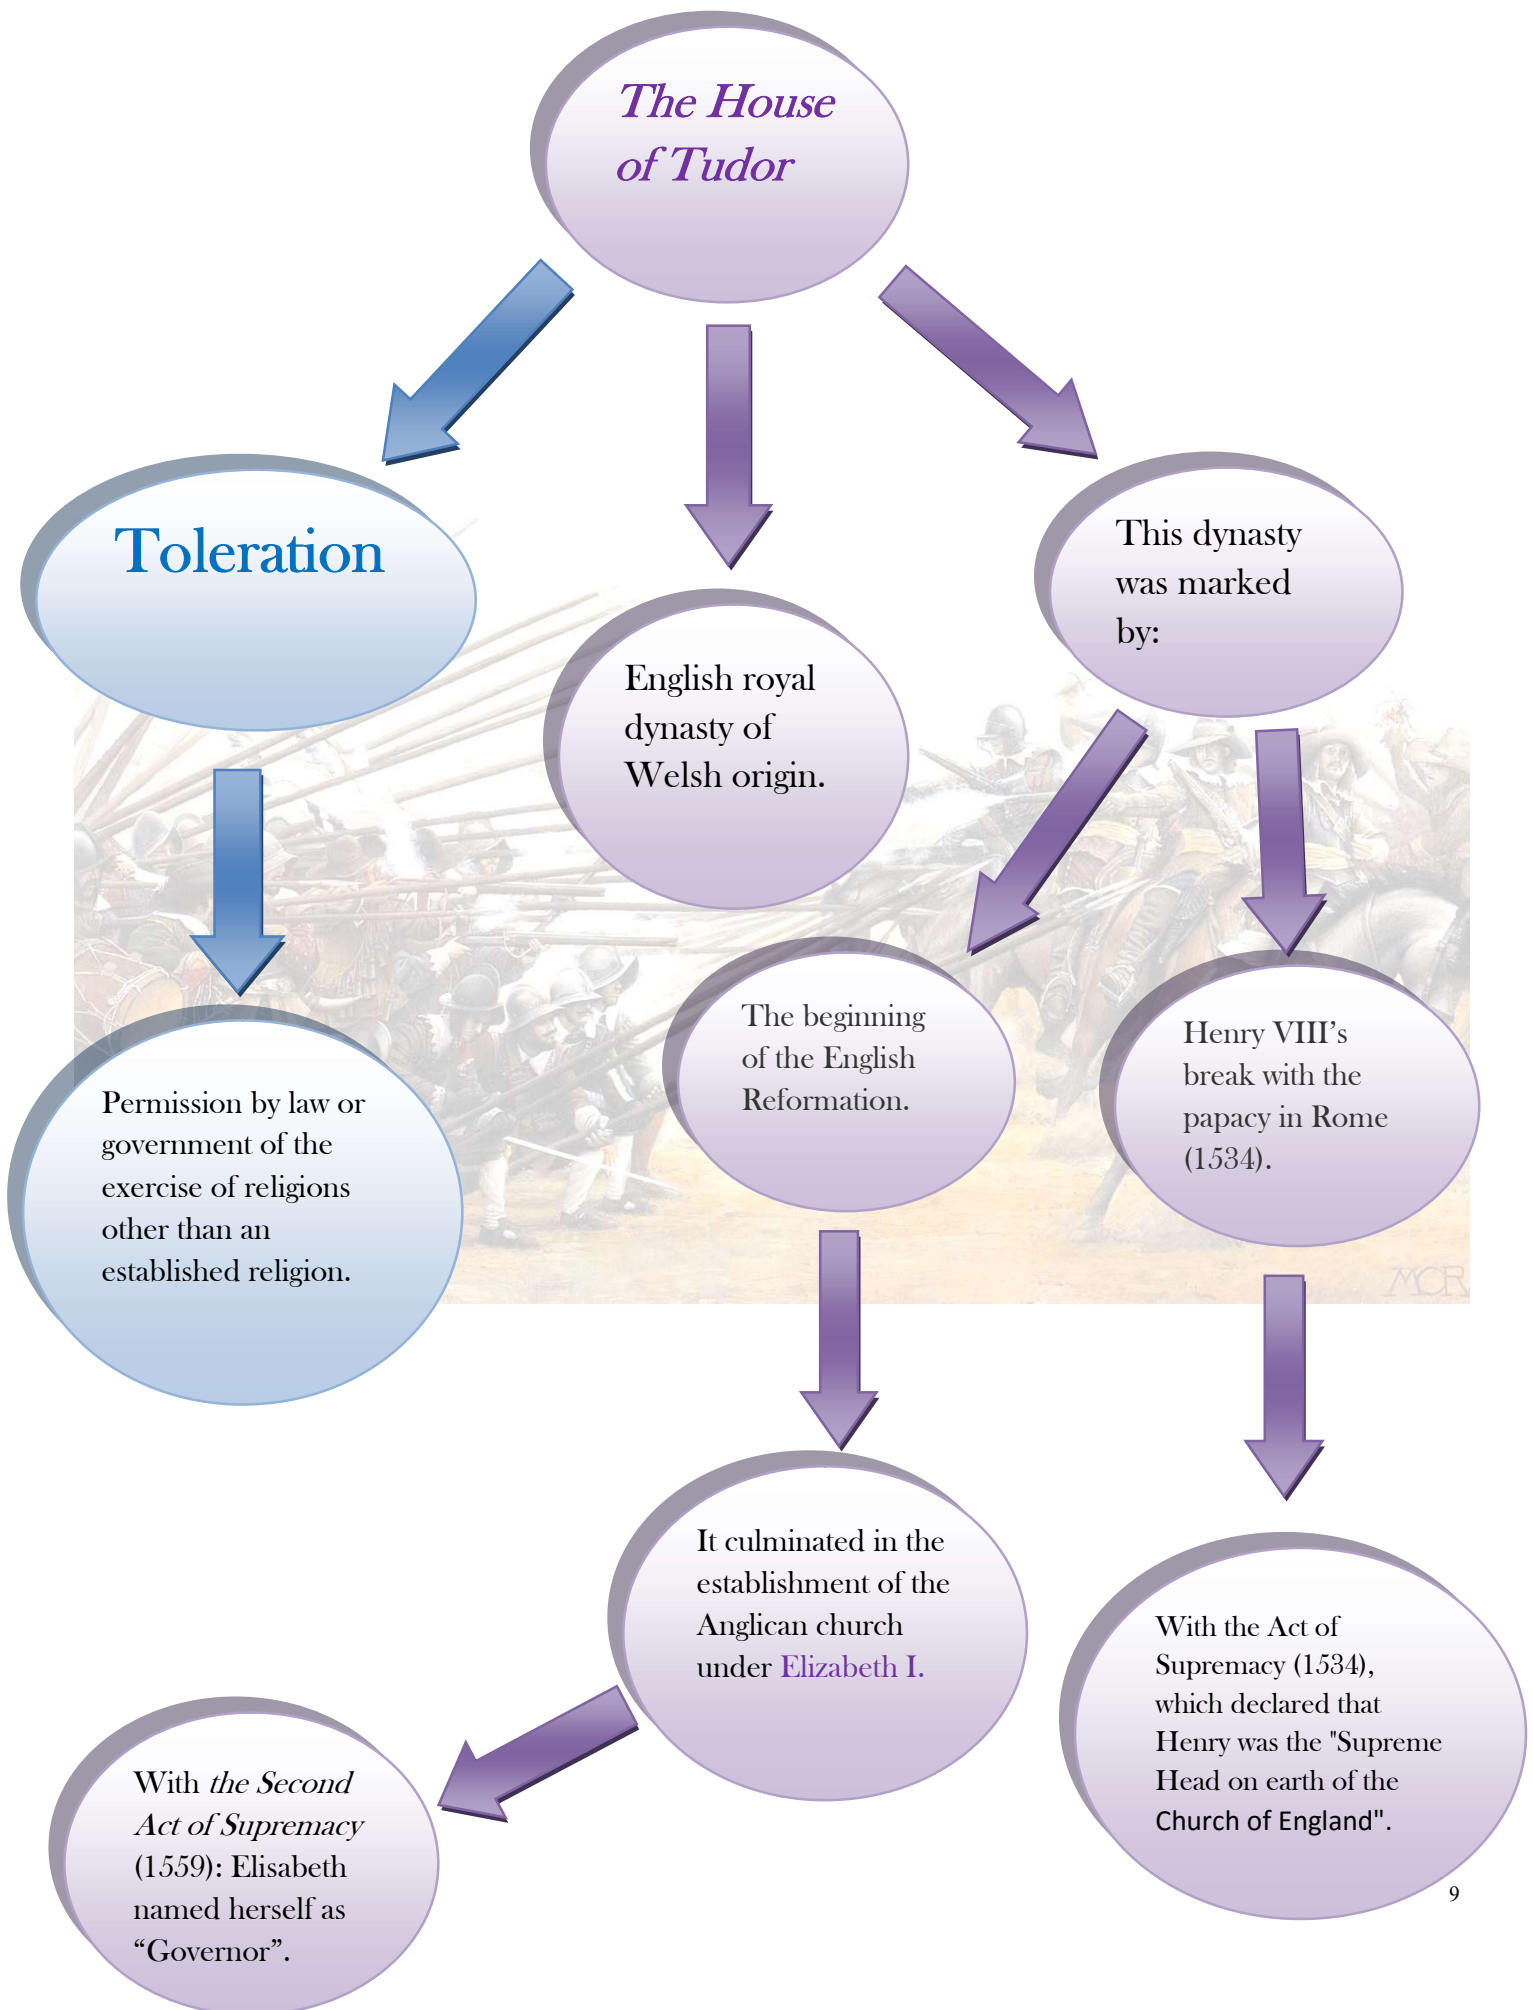 The House
of Tudor
Toleration
This dynasty
was marked
by:
English royal
dynasty of
Welsh origin.
The beginning
of the English
Reformation.
Henry VIII’s
break with the
papacy in Rome
(1534).
Permission by law or
government of the
exercise of religions
other than an
established religion.
MCR
It culminated in the
establishment of the
Anglican church
under Elizabeth I.
With the Act of
Supremacy (1534),
which declared that
Henry was the "Supreme
Head on earth of the
Church of England".
With the Second
Act of Supremacy
(1559): Elisabeth
named herself as
“Governor”.
9